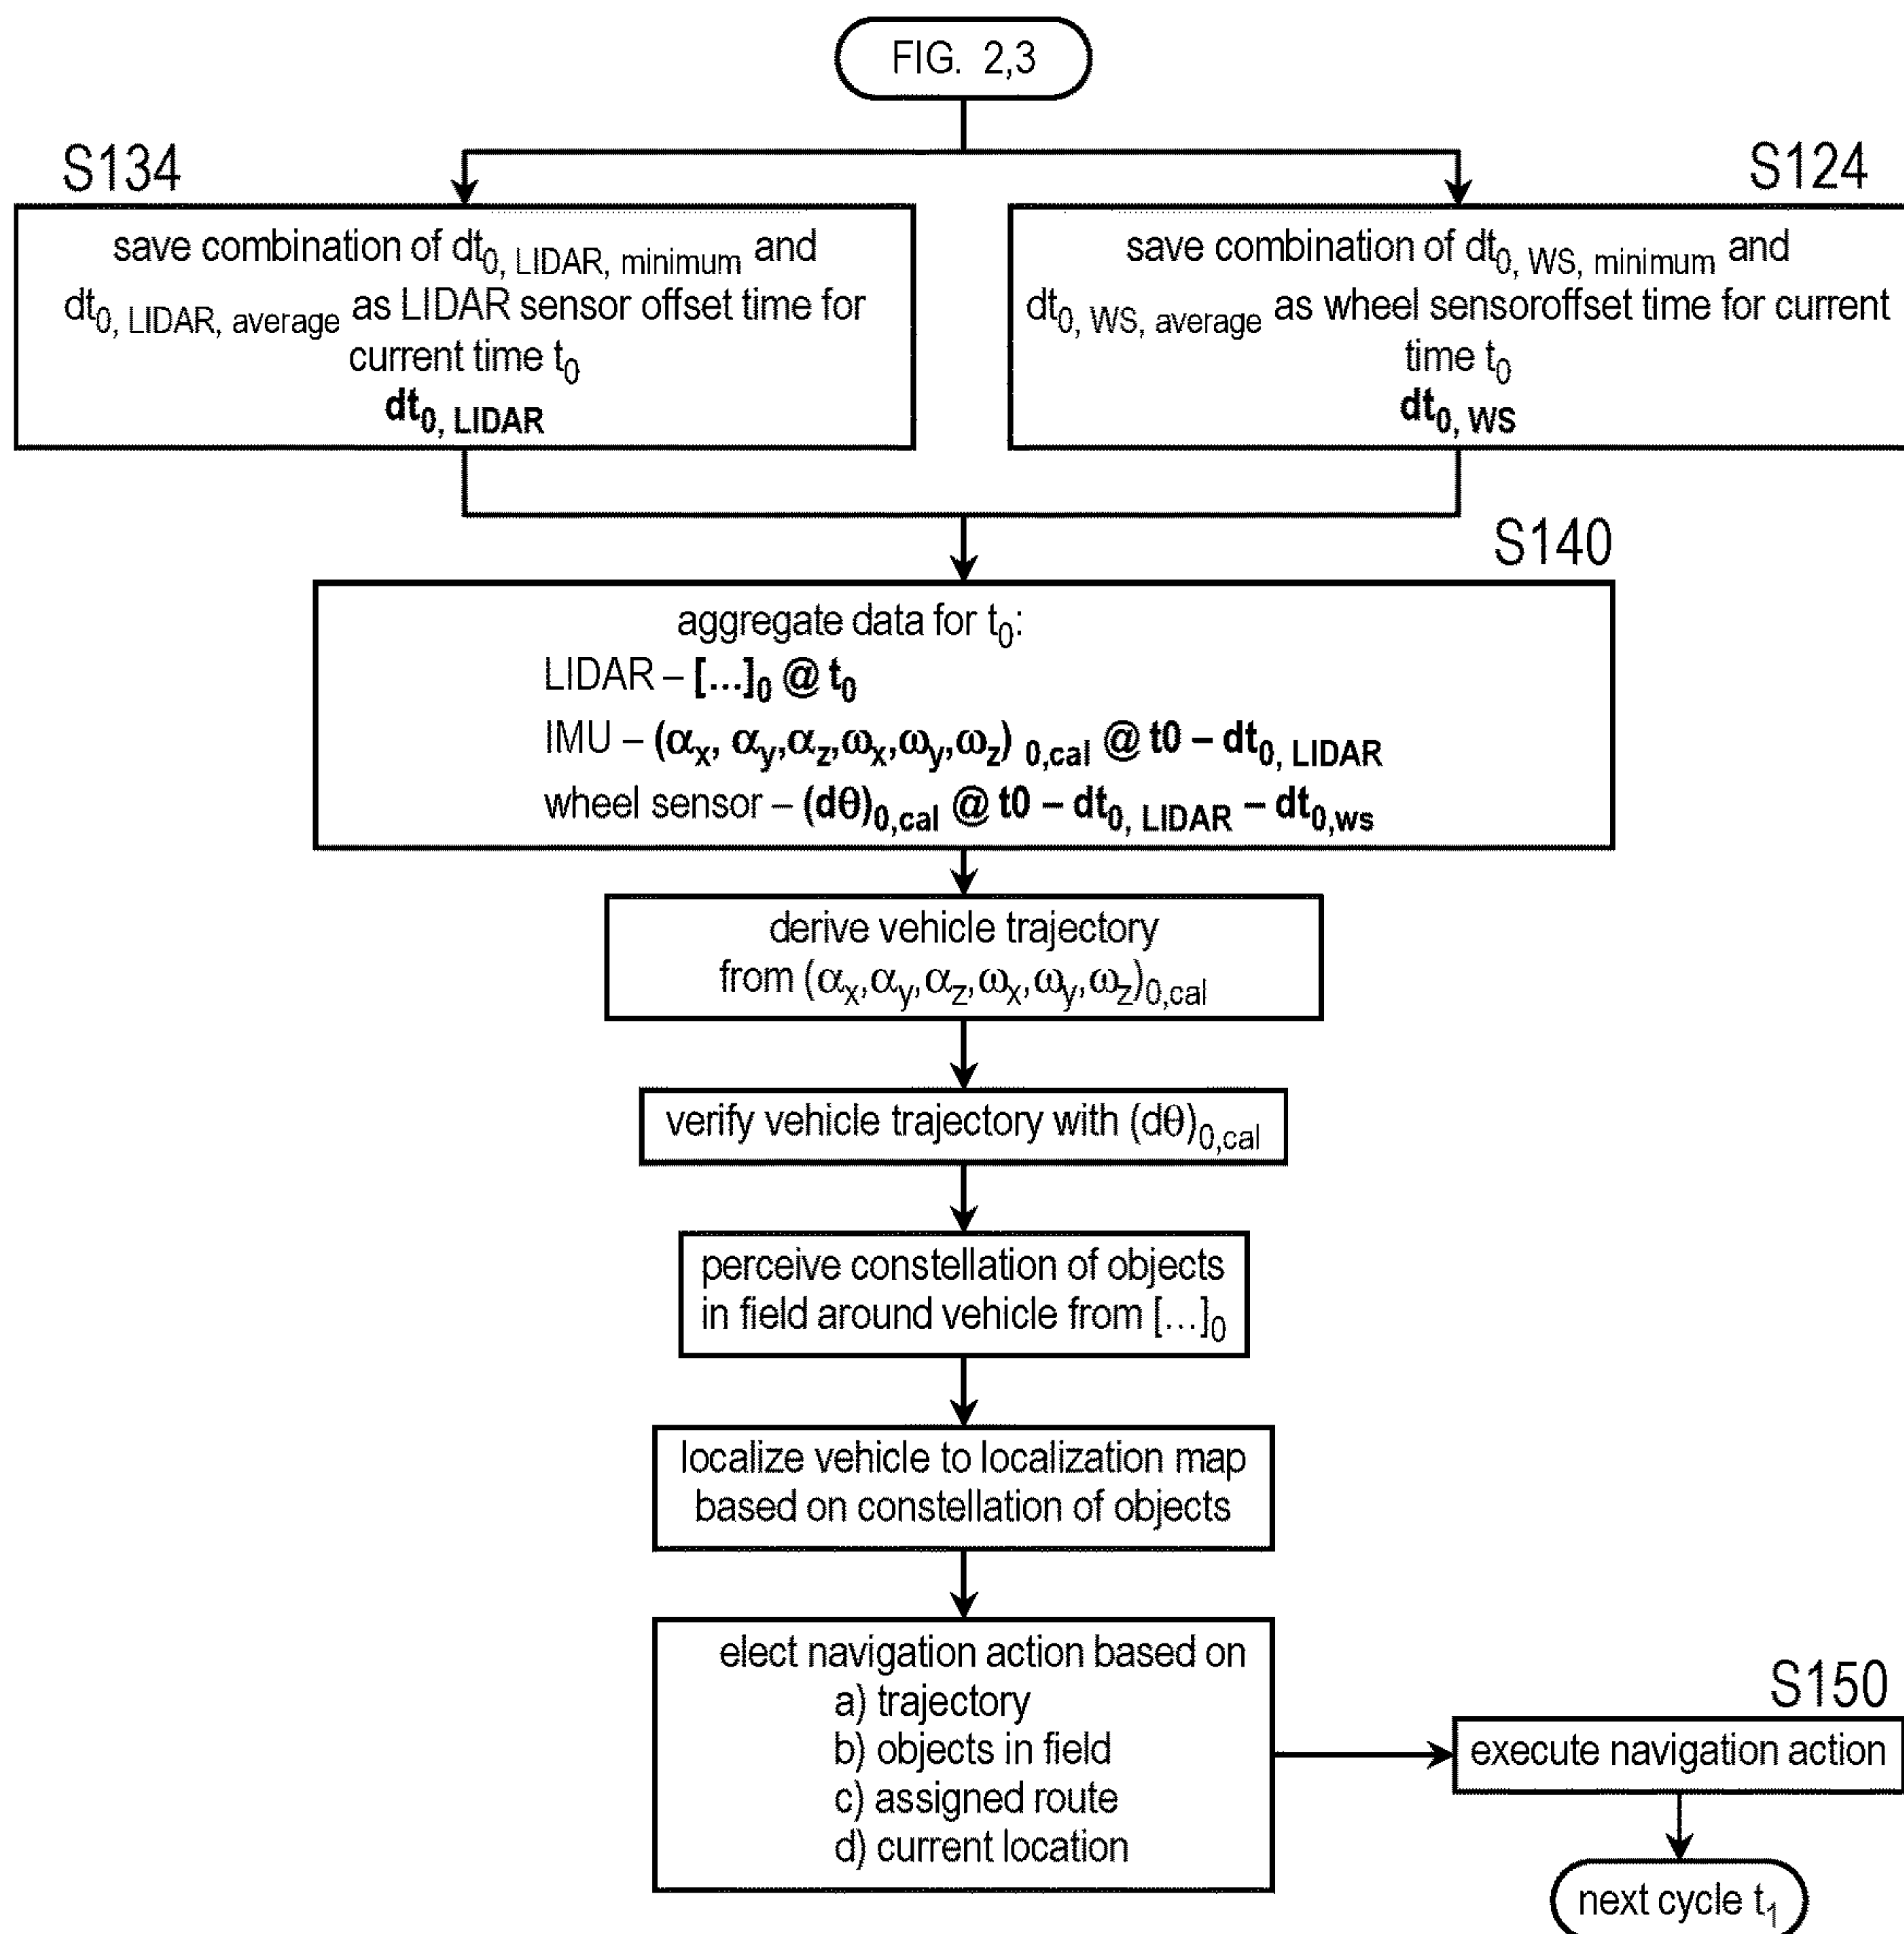 FIG. 2,3
S134
save combination of dt₀, LIDAR, minimum and
dt₀, LIDAR, average as LIDAR sensor offset time for
current time t₀
dt₀, LIDAR
S124
save combination of dt₀, WS, minimum and
dt₀, WS, average as wheel sensoroffset time for current
time t₀
dt₀, WS
S140
aggregate data for t₀:
LIDAR – [...]₀ @ t₀
IMU – (αx, αy,αz,ωx,ωy,ωz) 0,cal @ t0 – dt₀, LIDAR
wheel sensor – (dθ)0,cal @ t0 – dt₀, LIDAR – dt₀,ws
derive vehicle trajectory
from (αx,αy,αz,ωx,ωy,ωz)0,cal
verify vehicle trajectory with (dθ)0,cal
perceive constellation of objects
in field around vehicle from [...]₀
localize vehicle to localization map
based on constellation of objects
elect navigation action based on
a) trajectory
b) objects in field
c) assigned route
d) current location
S150
execute navigation action
next cycle t₁